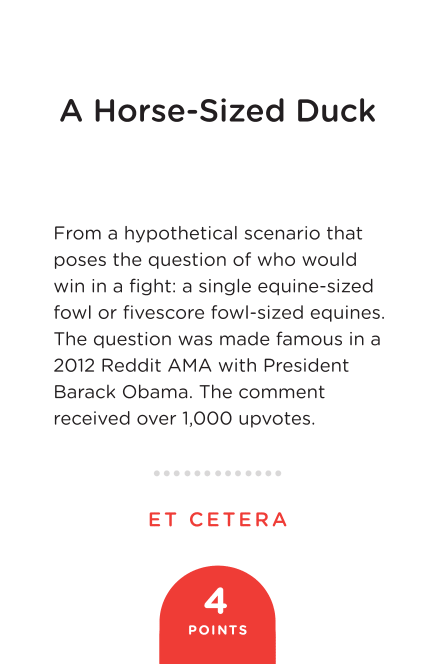 A Horse-Sized Duck
From a hypothetical scenario that
poses the question of who would
win in a fight: a single equine-sized
fowl or fivescore fowl-sized equines.
The question was made famous in a
2012 Reddit AMA with President
Barack Obama. The comment
received over 1,000 upvotes.
ET CETERA
4
POINTS